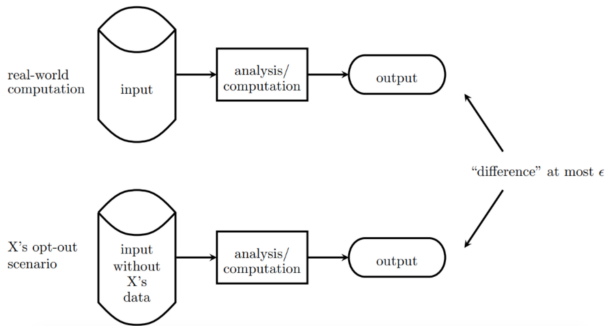 real-world
computation
input
analysis/
computation
output
"difference" at most ϵ
X's opt-out
scenario
input
without
X's
data
analysis/
computation
output